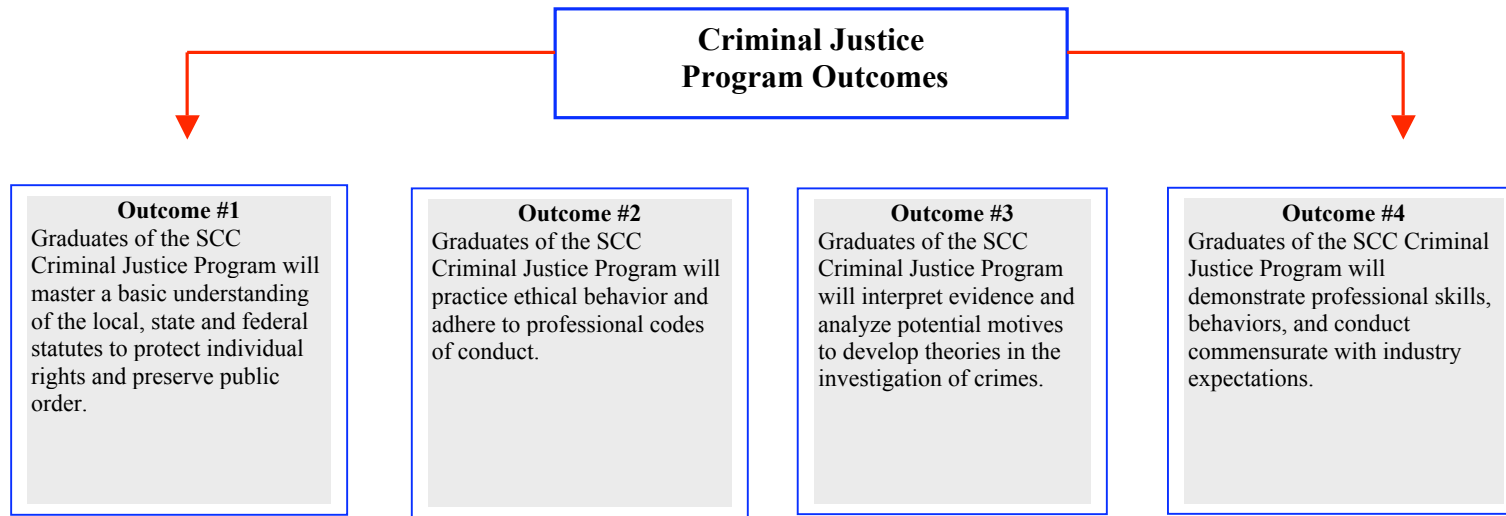 Criminal Justice
Program Outcomes
Outcome #1
Graduates of the SCC
Criminal Justice Program will
master a basic understanding
of the local, state and federal
statutes to protect individual
rights and preserve public
order.
Outcome #2
Graduates of the SCC
Criminal Justice Program will
practice ethical behavior and
adhere to professional codes
of conduct.
Outcome #3
Graduates of the SCC
Criminal Justice Program
will interpret evidence and
analyze potential motives
to develop theories in the
investigation of crimes.
Outcome #4
Graduates of the SCC Criminal
Justice Program will
demonstrate professional skills,
behaviors, and conduct
commensurate with industry
expectations.